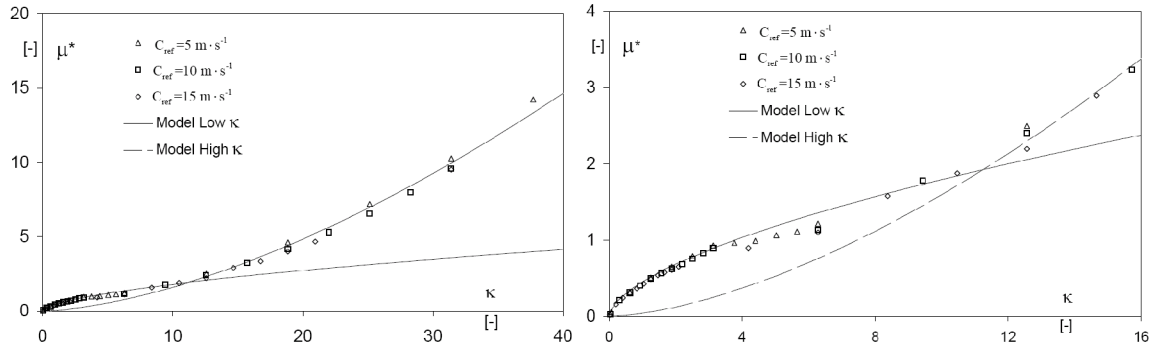 20
[-]
μ*
C_ref=5 m·s⁻¹
C_ref=10 m·s⁻¹
C_ref=15 m·s⁻¹
Model Low κ
Model High κ
15
10
5
0
κ
[-]
0
10
20
30
40
4
[-]
μ*
C_ref=5 m·s⁻¹
C_ref=10 m·s⁻¹
C_ref=15 m·s⁻¹
Model Low κ
Model High κ
3
2
1
0
κ
[-]
0
4
8
12
16